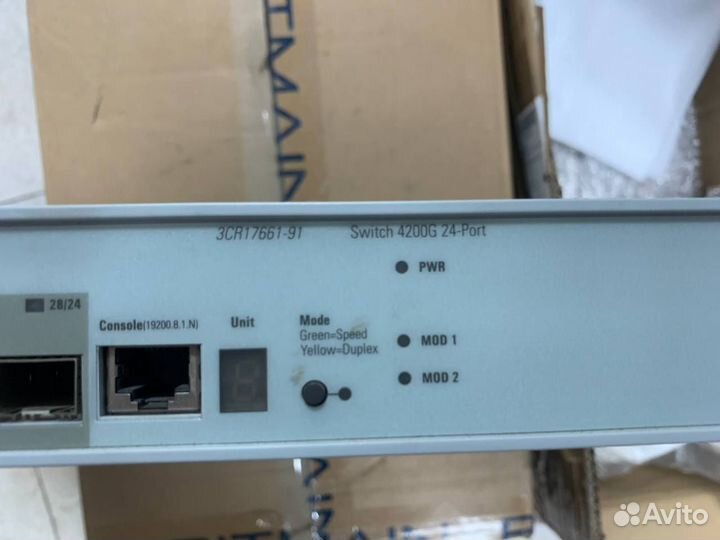 BITMAIN
3CR17661-91 Switch 4200G 24-Port
PWR
28/24
Console(19200.8.1.N)
Unit
Mode
Green=Speed
Yellow=Duplex
MOD 1
MOD 2
Avito